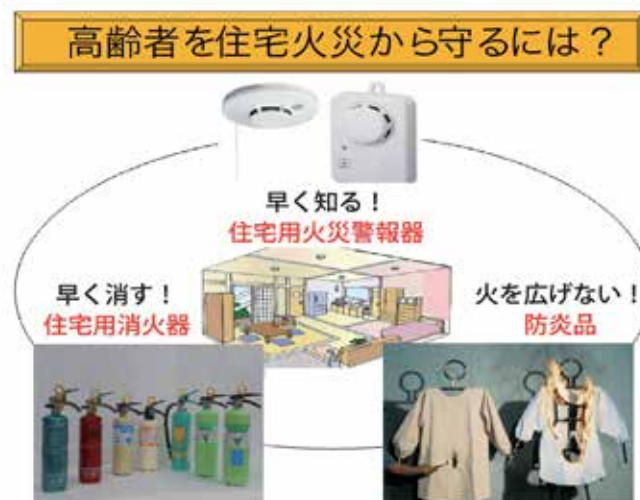 高齢者を住宅火災から守るには？
早く知る！
住宅用火災警報器
早く消す！
住宅用消火器
火を広げない！
防炎品